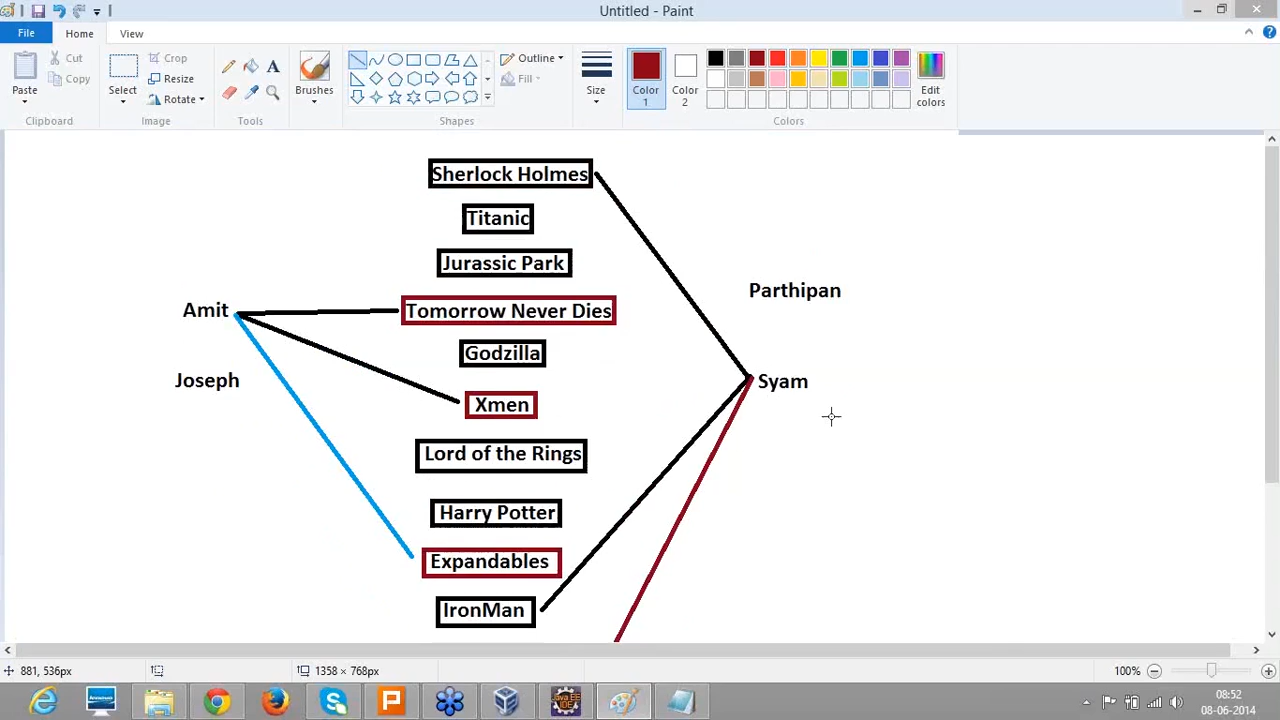 Untitled - Paint
File
Home
View
Paste
Cut
Copy
Clipboard
Select
Crop
Resize
Rotate
Image
Tools
Brushes
Outline
Fill
Shapes
Size
Color 1
Color 2
Edit colors
Colors
Sherlock Holmes
Titanic
Jurassic Park
Parthipan
Amit
Tomorrow Never Dies
Godzilla
Joseph
Syam
Xmen
Lord of the Rings
Harry Potter
Expandables
IronMan
881, 536px
1358 × 768px
100%
Java EE
IDE
08:52
08-06-2014